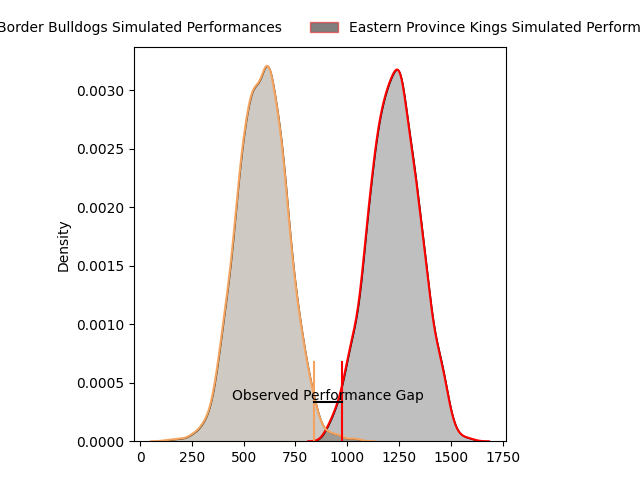 Border Bulldogs Simulated Performances
Eastern Province Kings Simulated Perform
0.0030
0.0025
0.0020
0.0015
0.0010
0.0005
0.0000
Density
Observed Performance Gap
0 250 500 750 1000 1250 1500 1750